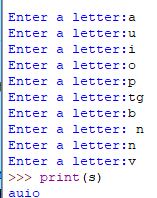 Enter a letter:a
Enter a letter:u
Enter a letter:i
Enter a letter:o
Enter a letter:p
Enter a letter:tg
Enter a letter:b
Enter a letter: n
Enter a letter:n
Enter a letter:v
>>> print(s)
auio